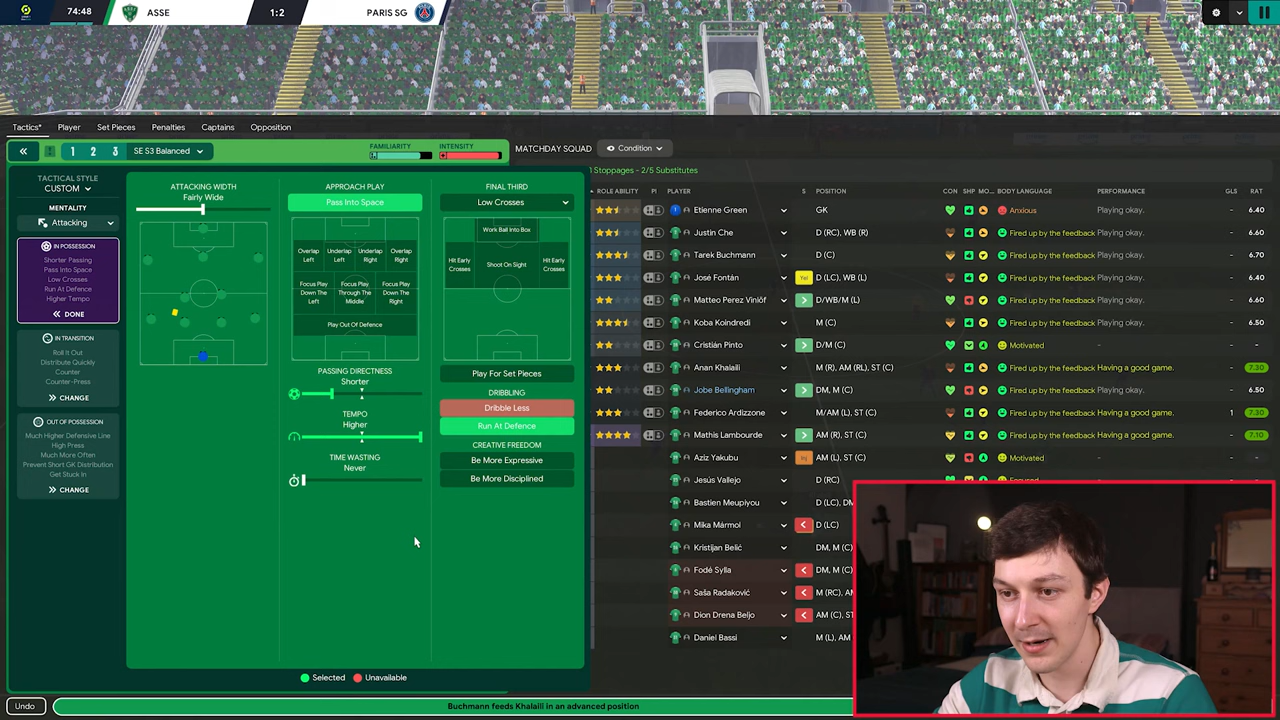 74:48
ASSE
1:2
PARIS SG
Tactics*
Player
Set Pieces
Penalties
Captains
Opposition
1 2 3
SE S3 Balanced
FAMILIARITY
INTENSITY
TACTICAL STYLE
CUSTOM
MENTALITY
Attacking
IN POSSESSION
Shorter Passing
Pass Into Space
Low Crosses
Run At Defence
Higher Tempo
DONE
IN TRANSITION
Roll It Out
Distribute Quickly
Counter
Counter-Press
CHANGE
OUT OF POSSESSION
Much Higher Defensive Line
High Press
Much More Often
Prevent Short GK Distribution
Get Stuck In
CHANGE
ATTACKING WIDTH
Fairly Wide
APPROACH PLAY
Pass Into Space
Overlap Left
Underlap Left
Underlap Right
Overlap Right
Focus Play Down The Left
Focus Play Through The Middle
Focus Play Down The Right
Play Out Of Defence
PASSING DIRECTNESS
Shorter
TEMPO
Higher
TIME WASTING
Never
FINAL THIRD
Low Crosses
Work Ball Into Box
Hit Early Crosses
Shoot On Sight
Hit Early Crosses
Play For Set Pieces
DRIBBLING
Dribble Less
Run At Defence
CREATIVE FREEDOM
Be More Expressive
Be More Disciplined
Selected
Unavailable
MATCHDAY SQUAD
Condition
1 Stoppages - 2/5 Substitutes
ROLE ABILITY PI PLAYER S POSITION CON SHP MO... BODY LANGUAGE PERFORMANCE GLS RAT
Etienne Green GK Anxious Playing okay. - 6.40
Justin Che D (RC), WB (R) Fired up by the feedback Playing okay. - 6.60
Tarek Buchmann D (C) Fired up by the feedback Playing okay. - 6.70
José Fontán Yel D (LC), WB (L) Fired up by the feedback Playing okay. - 6.40
Matteo Perez Vinlöf D/WB/M (L) Fired up by the feedback Playing okay. - 6.60
Koba Koindredi M (C) Fired up by the feedback Playing okay. - 6.50
Cristián Pinto D/M (C) Motivated - - -
Anan Khalaili M (R), AM (RL), ST (C) Fired up by the feedback Having a good game. - 7.30
Jobe Bellingham DM, M (C) Fired up by the feedback Playing okay. - 6.50
Federico Ardizzone M/AM (L), ST (C) Fired up by the feedback Having a good game. 1 7.30
Mathis Lambourde AM (R), ST (C) Fired up by the feedback Having a good game. - 7.10
Aziz Yakubu Inj AM (L), ST (C) Motivated - -
Jesús Vallejo D (RC)
Bastien Meupiyou D (LC), DM
Mika Mármol D (LC)
Kristijan Belić DM, M (C)
Fodé Sylla DM, M (C)
Saša Radaković M (RC), AM
Dion Drena Beljo AM (C), ST
Daniel Bassi M (L), AM
Undo
Buchmann feeds Khalaili in an advanced position